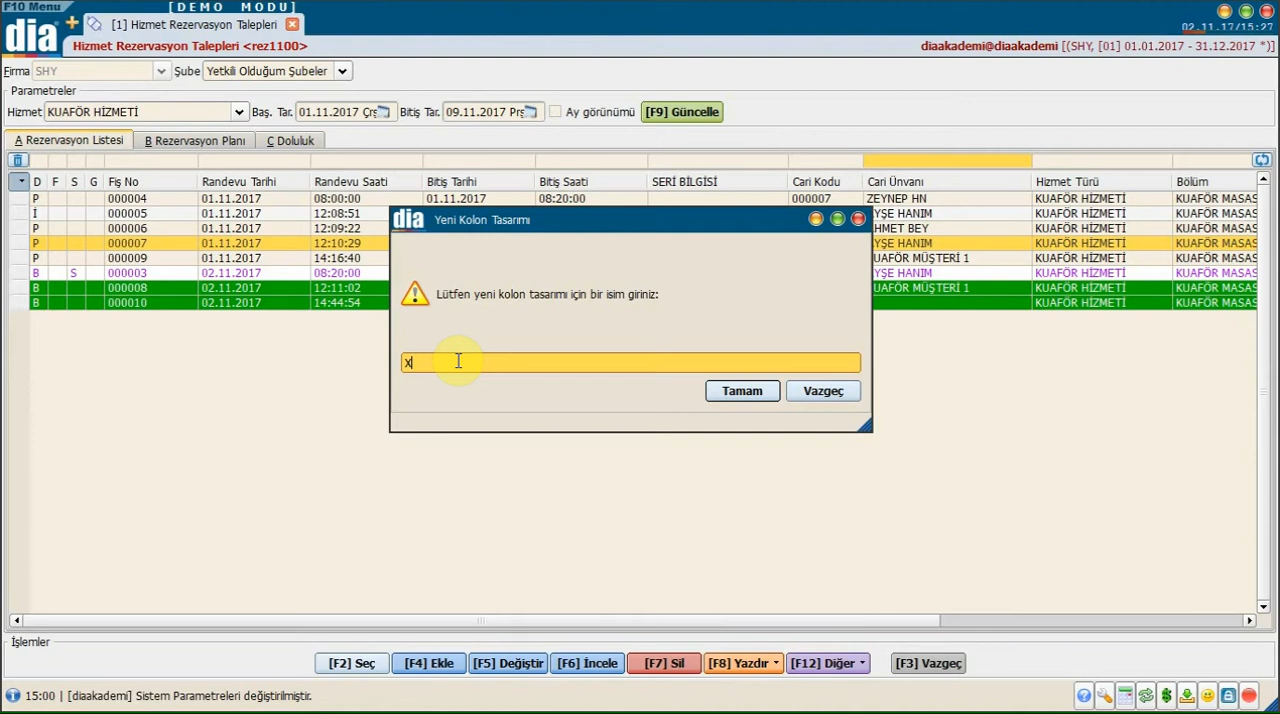 F10 Menu
[ D E M O   M O D U ]
dia
[1] Hizmet Rezervasyon Talepleri
02.11.17/15:27
Hizmet Rezervasyon Talepleri <rez1100>
diaakademi@diaakademi [(SHY, [01] 01.01.2017 - 31.12.2017 *)]
Firma SHY Şube Yetkili Olduğum Şubeler
Parametreler
Hizmet KUAFÖR HİZMETİ Baş. Tar. 01.11.2017 Çrş Bitiş Tar. 09.11.2017 Prş Ay görünümü [F9] Güncelle
A Rezervasyon Listesi B Rezervasyon Planı C Doluluk
D F S G Fiş No Randevu Tarihi Randevu Saati Bitiş Tarihi Bitiş Saati SERİ BİLGİSİ Cari Kodu Cari Ünvanı Hizmet Türü Bölüm
P 000004 01.11.2017 08:00:00 01.11.2017 08:20:00 000007 ZEYNEP HN KUAFÖR HİZMETİ KUAFÖR MASAS
İ 000005 01.11.2017 12:08:51 YŞE HANIM KUAFÖR HİZMETİ KUAFÖR MASAS
P 000006 01.11.2017 12:09:22 HMET BEY KUAFÖR HİZMETİ KUAFÖR MASAS
P 000007 01.11.2017 12:10:29 YŞE HANIM KUAFÖR HİZMETİ KUAFÖR MASAS
P 000009 01.11.2017 14:16:40 UAFÖR MÜŞTERİ 1 KUAFÖR HİZMETİ KUAFÖR MASAS
B S 000003 02.11.2017 08:20:00 YŞE HANIM KUAFÖR HİZMETİ KUAFÖR MASAS
B 000008 02.11.2017 12:11:02 UAFÖR MÜŞTERİ 1 KUAFÖR HİZMETİ KUAFÖR MASAS
B 000010 02.11.2017 14:44:54 KUAFÖR HİZMETİ KUAFÖR MASAS
dia Yeni Kolon Tasarımı
Lütfen yeni kolon tasarımı için bir isim giriniz:
X
Tamam Vazgeç
İşlemler
[F2] Seç [F4] Ekle [F5] Değiştir [F6] İncele [F7] Sil [F8] Yazdır [F12] Diğer [F3] Vazgeç
15:00 | [diaakademi] Sistem Parametreleri değiştirilmiştir.